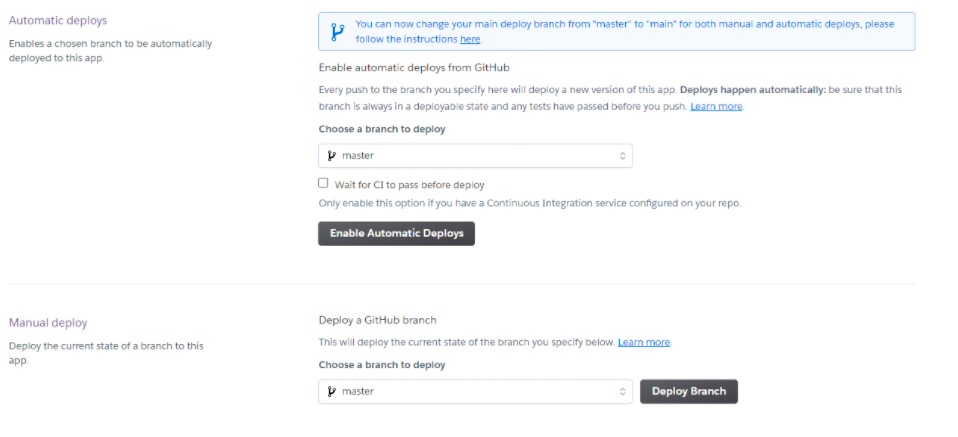 Automatic deploys
Enables a chosen branch to be automatically
deployed to this app.
You can now change your main deploy branch from "master" to "main" for both manual and automatic deploys, please
follow the instructions here.
Enable automatic deploys from GitHub
Every push to the branch you specify here will deploy a new version of this app. Deploys happen automatically: be sure that this
branch is always in a deployable state and any tests have passed before you push. Learn more.
Choose a branch to deploy
master
Wait for CI to pass before deploy
Only enable this option if you have a Continuous Integration service configured on your repo.
Enable Automatic Deploys
Manual deploy
Deploy the current state of a branch to this
app.
Deploy a GitHub branch
This will deploy the current state of the branch you specify below. Learn more.
Choose a branch to deploy
master
Deploy Branch